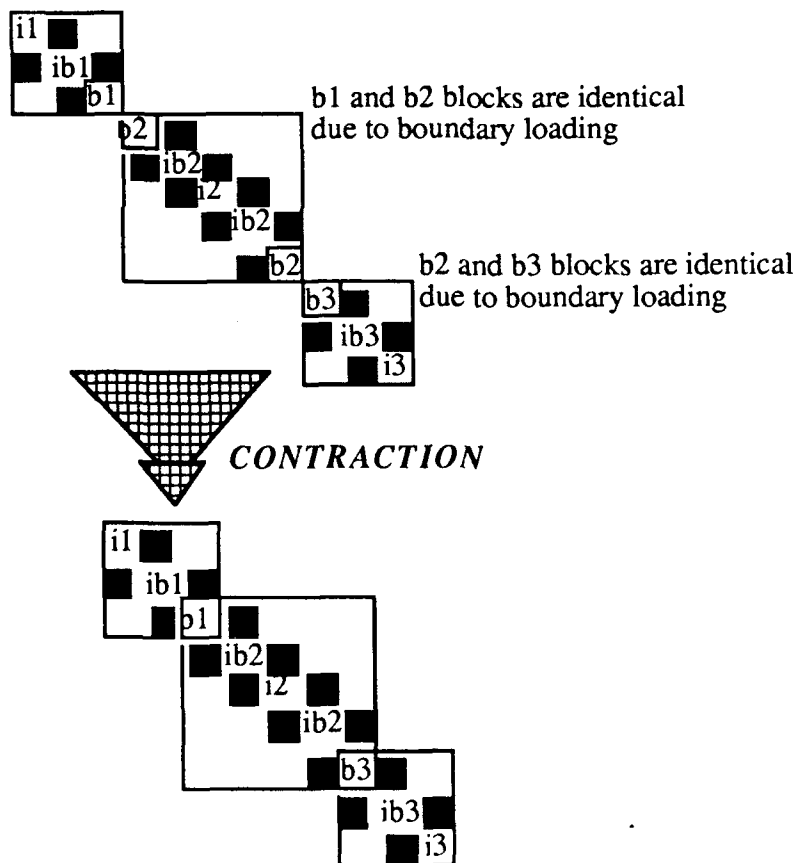 i1
ib1
b1
b1 and b2 blocks are identical
due to boundary loading
b2
ib2
i2
ib2
b2
b2 and b3 blocks are identical
due to boundary loading
b3
ib3
i3
CONTRACTION
i1
ib1
b1
ib2
i2
ib2
b3
ib3
i3